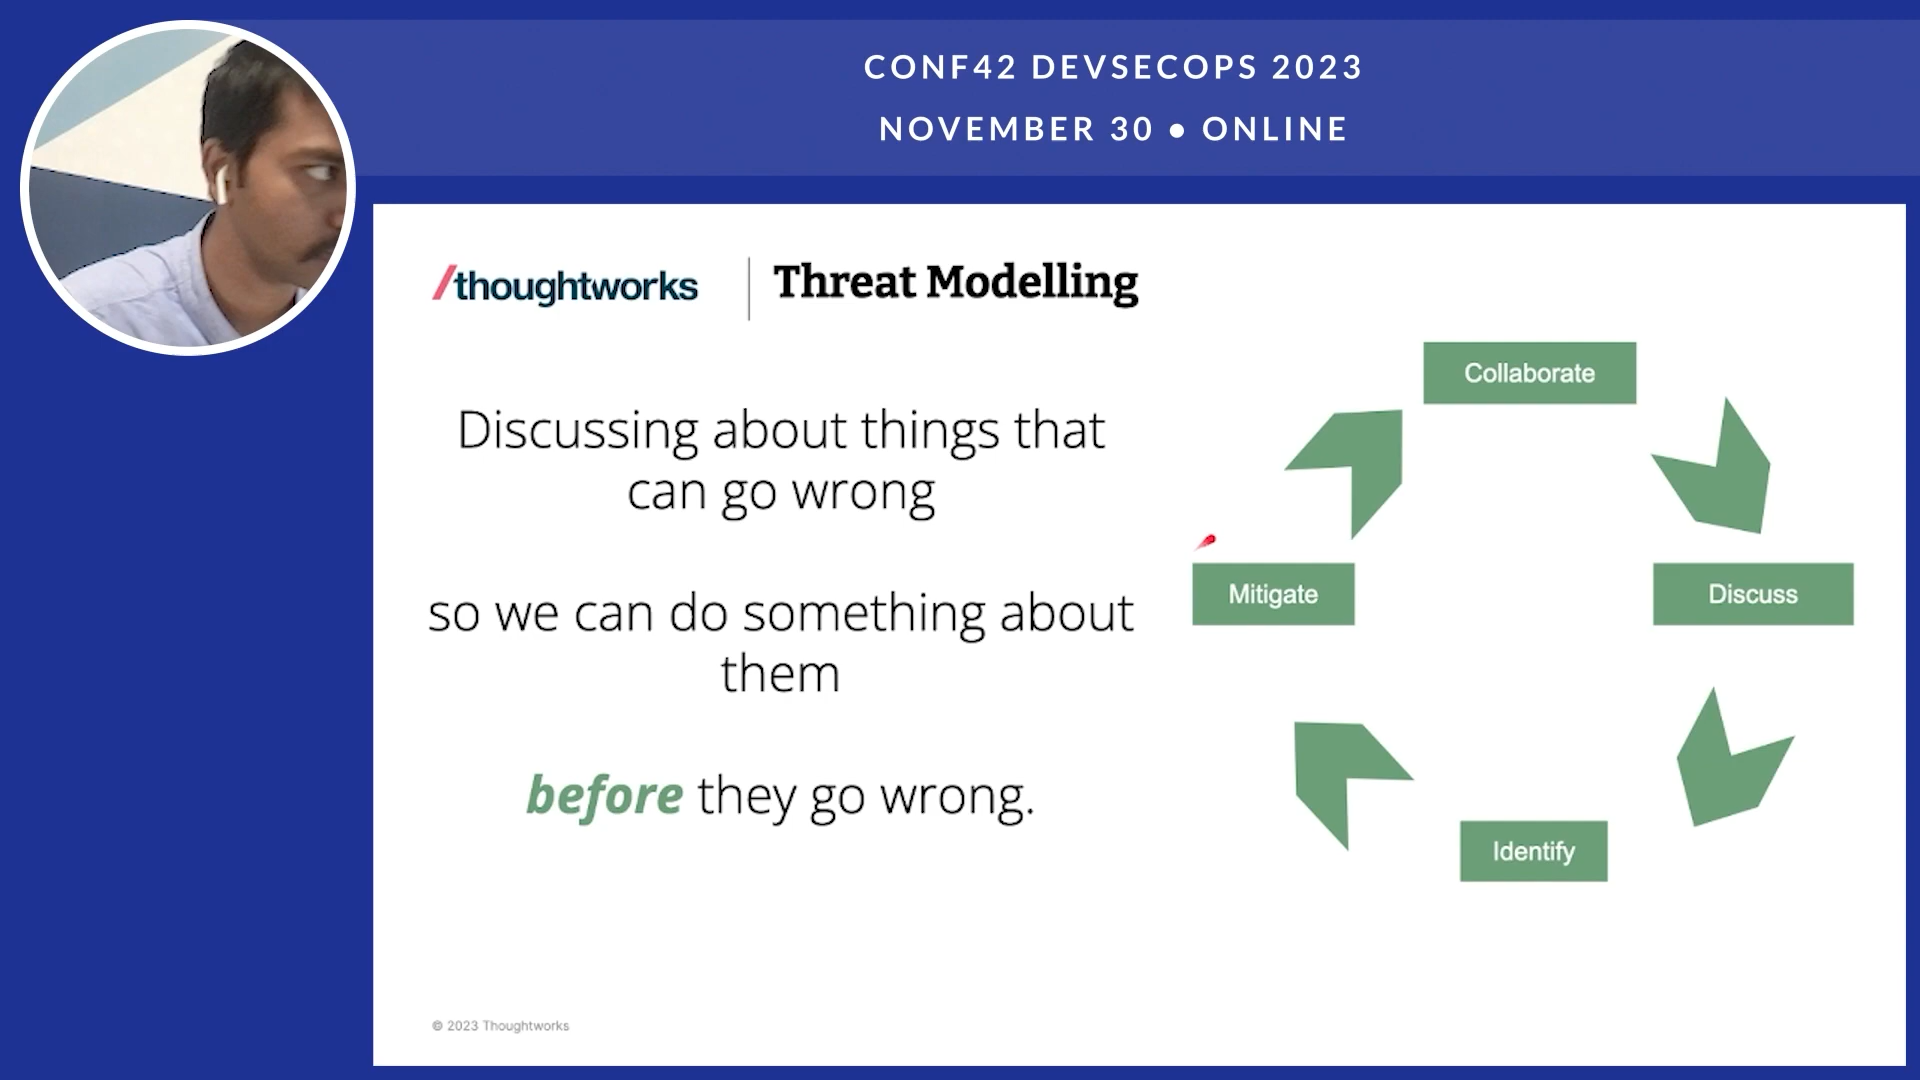 CONF42 DEVSECOPS 2023
NOVEMBER 30 • ONLINE
/thoughtworks
Threat Modelling
Discussing about things that
can go wrong
so we can do something about
them
before they go wrong.
Collaborate
Discuss
Identify
Mitigate
© 2023 Thoughtworks